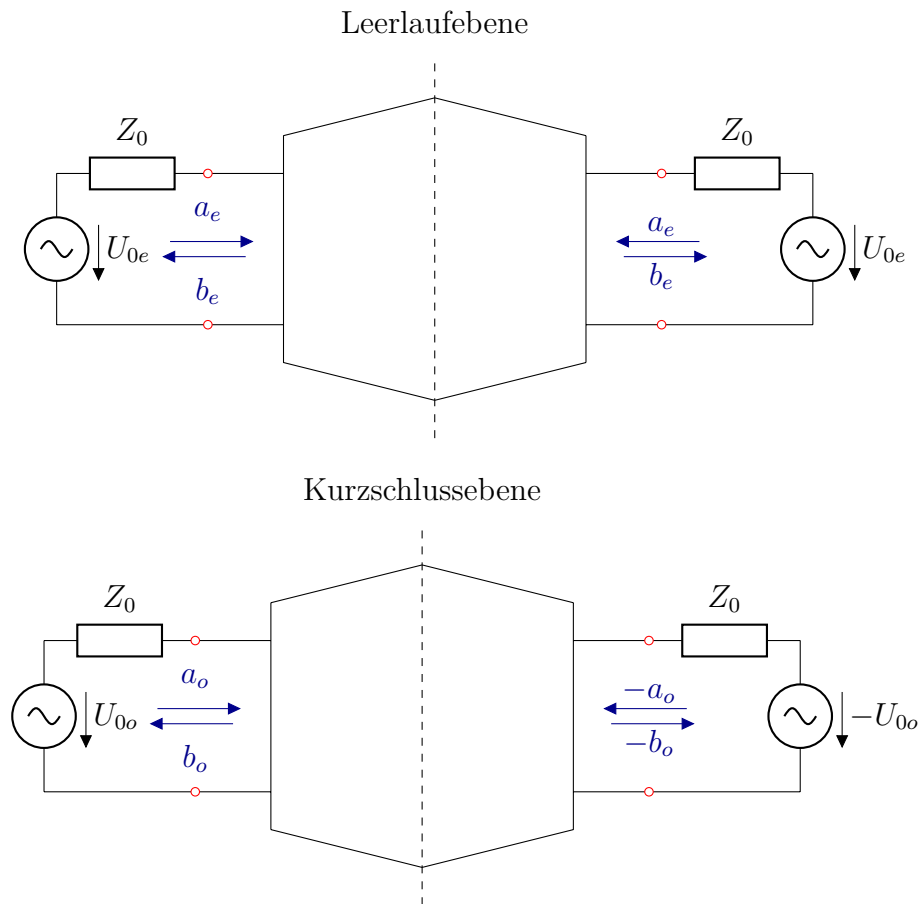 Leerlaufebene
Z₀ Z₀
U₀ₑ aₑ aₑ U₀ₑ
bₑ bₑ
Kurzschlussebene
Z₀ Z₀
U₀ₒ aₒ −aₒ −U₀ₒ
bₒ −bₒ